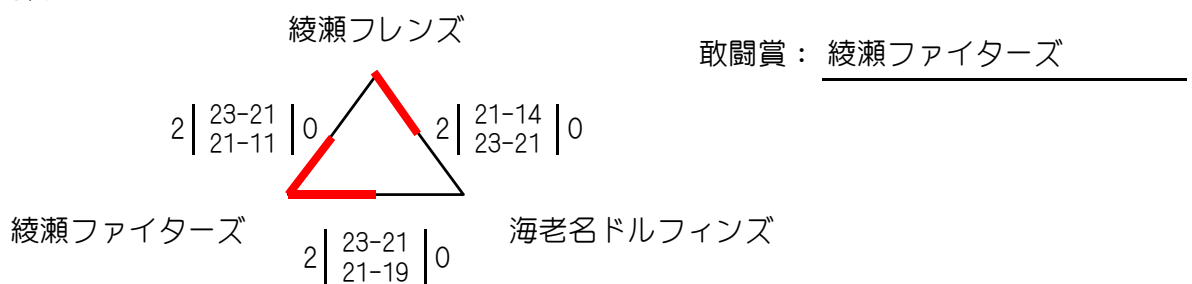 綾瀬フレンズ
敢闘賞： 綾瀬ファイターズ
2 23-21 0
21-11
2 21-14 0
23-21
綾瀬ファイターズ
海老名ドルフィンズ
2 23-21 0
21-19